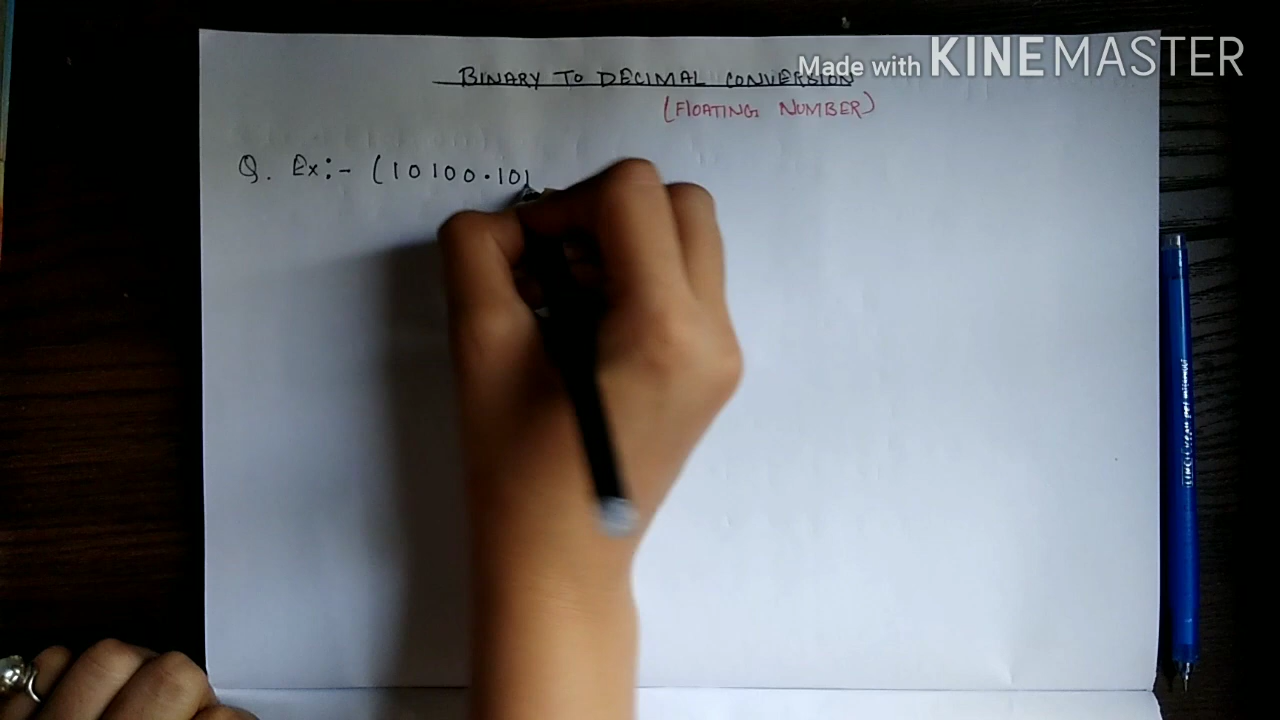 Made with KINEMASTER
BINARY TO DECIMAL CONVERSION
(FLOATING NUMBER)
Q. Ex:- (10100.101